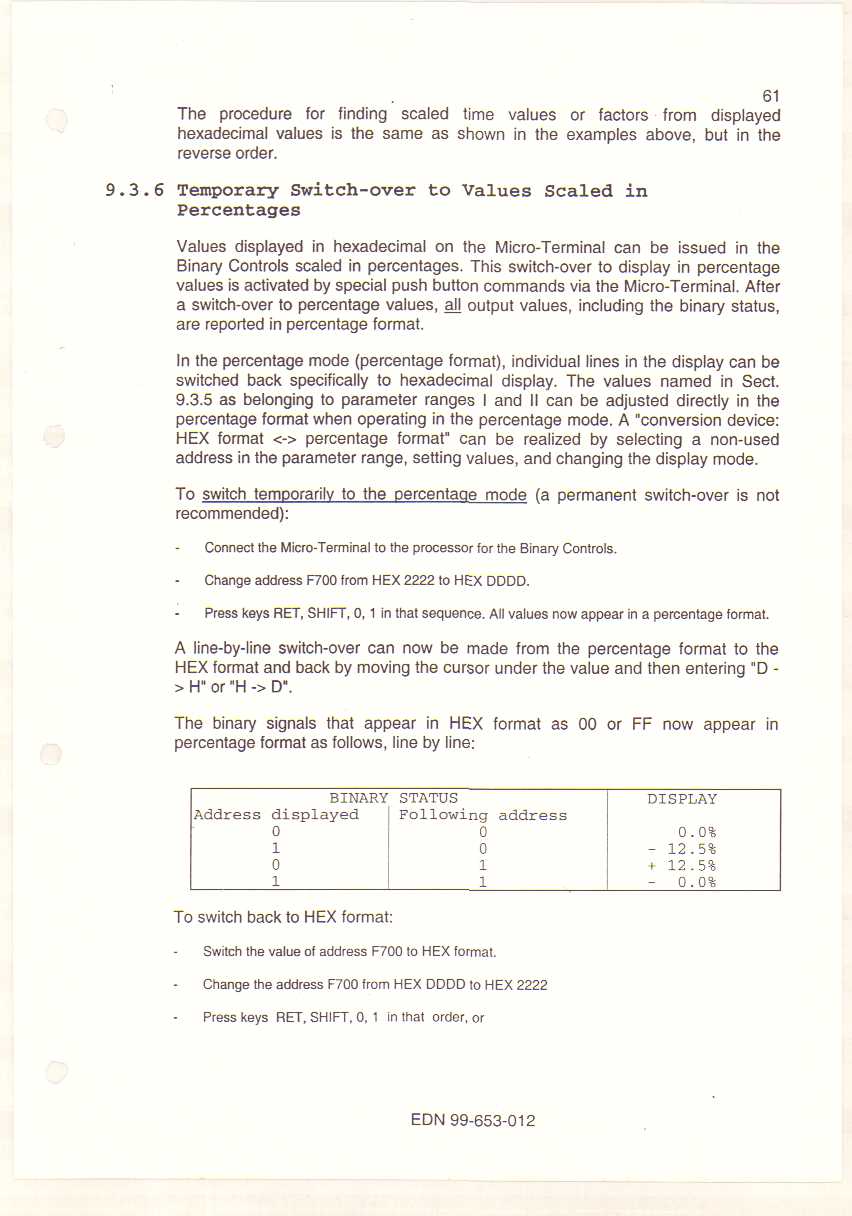 61
The procedure for finding scaled time values or factors from displayed
hexadecimal values is the same as shown in the examples above, but in the
reverse order.
9.3.6 Temporary Switch-over to Values Scaled in
Percentages
Values displayed in hexadecimal on the Micro-Terminal can be issued in the
Binary Controls scaled in percentages. This switch-over to display in percentage
values is activated by special push button commands via the Micro-Terminal. After
a switch-over to percentage values, all output values, including the binary status,
are reported in percentage format.
In the percentage mode (percentage format), individual lines in the display can be
switched back specifically to hexadecimal display. The values named in Sect.
9.3.5 as belonging to parameter ranges I and II can be adjusted directly in the
percentage format when operating in the percentage mode. A "conversion device:
HEX format <-> percentage format" can be realized by selecting a non-used
address in the parameter range, setting values, and changing the display mode.
To switch temporarily to the percentage mode (a permanent switch-over is not
recommended):
- Connect the Micro-Terminal to the processor for the Binary Controls.
- Change address F700 from HEX 2222 to HEX DDDD.
- Press keys RET, SHIFT, 0, 1 in that sequence. All values now appear in a percentage format.
A line-by-line switch-over can now be made from the percentage format to the
HEX format and back by moving the cursor under the value and then entering "D -
> H" or "H -> D".
The binary signals that appear in HEX format as 00 or FF now appear in
percentage format as follows, line by line:
BINARY STATUS DISPLAY
Address displayed Following address
0 0 0.0%
1 0 - 12.5%
0 1 + 12.5%
1 1 - 0.0%
To switch back to HEX format:
- Switch the value of address F700 to HEX format.
- Change the address F700 from HEX DDDD to HEX 2222
- Press keys RET, SHIFT, 0, 1 in that order, or
EDN 99-653-012